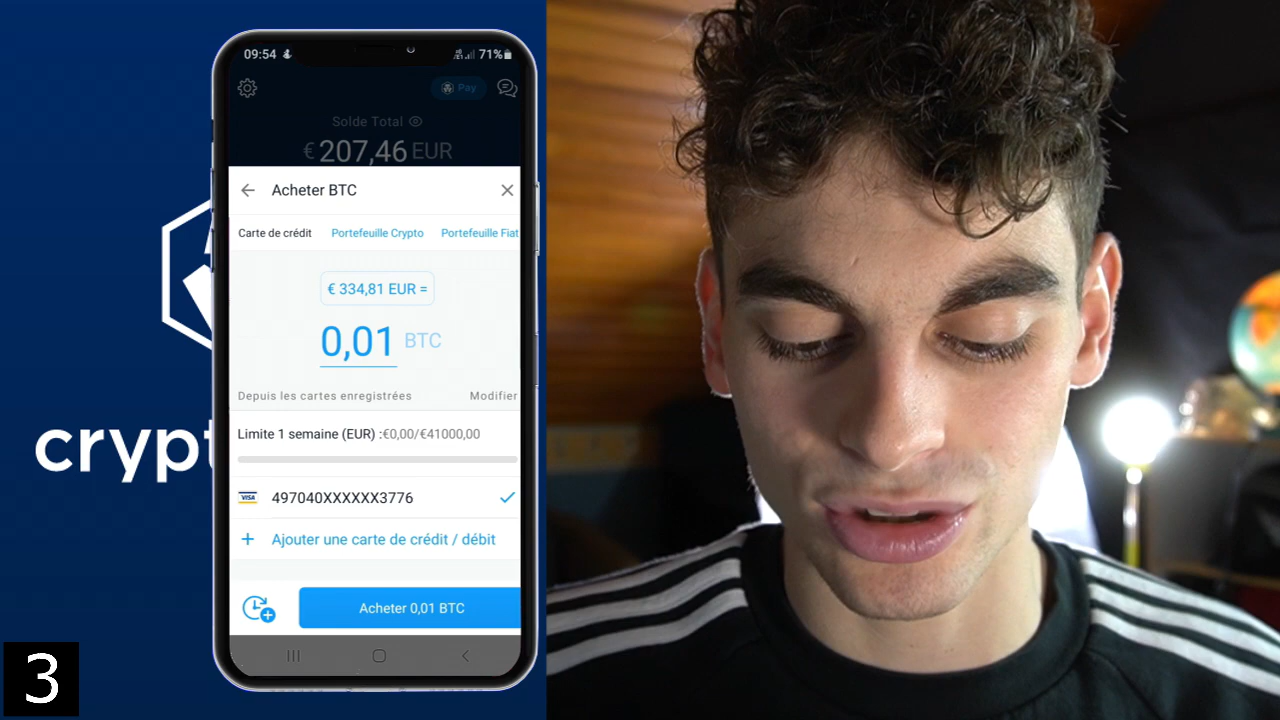 09:54
71%
Pay
Solde Total
€ 207,46 EUR
Acheter BTC
Carte de crédit Portefeuille Crypto Portefeuille Fiat
€ 334,81 EUR =
0,01 BTC
Depuis les cartes enregistrées Modifier
Limite 1 semaine (EUR) :€0,00/€41000,00
VISA 497040XXXXXX3776
+ Ajouter une carte de crédit / débit
Acheter 0,01 BTC
crypt
3